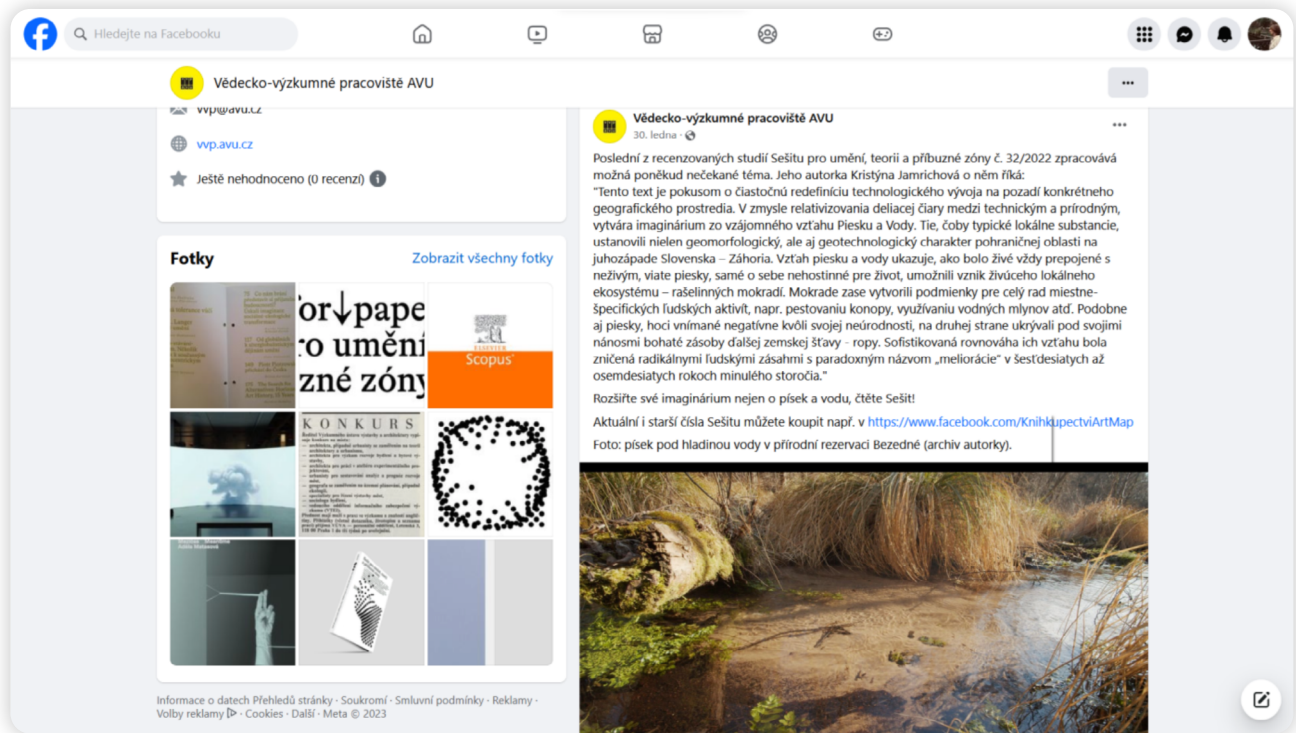 Hledejte na Facebooku
Vědecko-výzkumné pracoviště AVU
vvp@avu.cz
vvp.avu.cz
Ještě nehodnoceno (0 recenzí)
Fotky
Zobrazit všechny fotky
or↓pape
ro umění
zné zóny
ELSEVIER
Scopus
KONKURS
Informace o datech Přehledů stránky · Soukromí · Smluvní podmínky · Reklamy ·
Volby reklamy · Cookies · Další · Meta © 2023
Vědecko-výzkumné pracoviště AVU
30. ledna ·
Poslední z recenzovaných studií Sešitu pro umění, teorii a příbuzné zóny č. 32/2022 zpracovává
možná poněkud nečekané téma. Jeho autorka Kristýna Jamrichová o něm říká:
"Tento text je pokusom o čiastočnú redefiníciu technologického vývoja na pozadí konkrétneho
geografického prostredia. V zmysle relativizovania deliacej čiary medzi technickým a prírodným,
vytvára imaginárium zo vzájomného vzťahu Piesku a Vody. Tie, čoby typické lokálne substancie,
ustanovili nielen geomorfologický, ale aj geotechnologický charakter pohraničnej oblasti na
juhozápade Slovenska – Záhoria. Vzťah piesku a vody ukazuje, ako bolo živé vždy prepojené s
neživým, viate piesky, samé o sebe nehostinné pre život, umožnili vznik živúceho lokálneho
ekosystému – rašelinných mokradí. Mokrade zase vytvorili podmienky pre celý rad miestne-
špecifických ľudských aktivít, napr. pestovaniu konopy, využívaniu vodných mlynov atď. Podobne
aj piesky, hoci vnímané negatívne kvôli svojej neúrodnosti, na druhej strane ukrývali pod svojimi
nánosmi bohaté zásoby ďalšej zemskej šťavy - ropy. Sofistikovaná rovnováha ich vzťahu bola
zničená radikálnymi ľudskými zásahmi s paradoxným názvom „meliorácie" v šesťdesiatych až
osemdesiatych rokoch minulého storočia."
Rozšiřte své imaginárium nejen o písek a vodu, čtěte Sešit!
Aktuální i starší čísla Sešitu můžete koupit např. v https://www.facebook.com/KnihkupectviArtMap
Foto: písek pod hladinou vody v přírodní rezervaci Bezedné (archiv autorky).